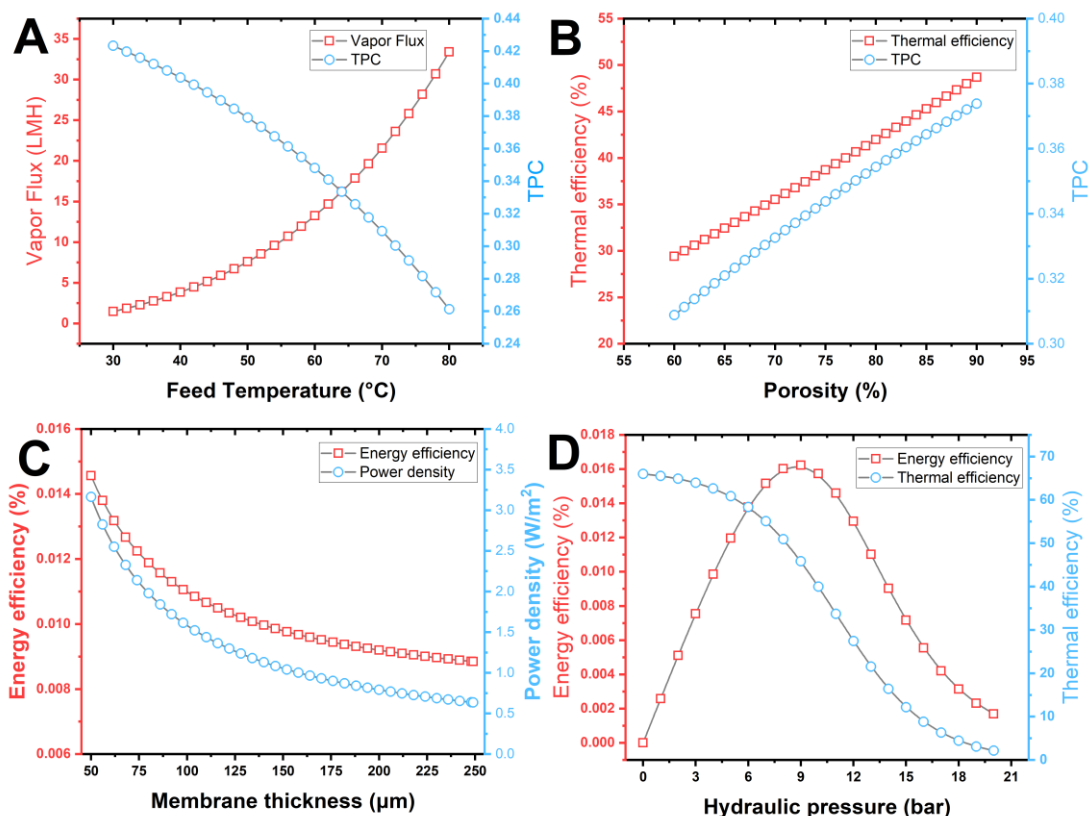 A
Vapor Flux
TPC
35
30
25
20
15
10
5
0
Vapor Flux (LMH)
0.44
0.42
0.40
0.38
0.36
0.34
0.32
0.30
0.28
0.26
0.24
TPC
30 40 50 60 70 80
Feed Temperature (°C)
B
Thermal efficiency
TPC
55
50
45
40
35
30
25
20
Thermal efficiency (%)
0.40
0.38
0.36
0.34
0.32
0.30
TPC
55 60 65 70 75 80 85 90 95
Porosity (%)
C
Energy efficiency
Power density
0.016
0.014
0.012
0.010
0.008
0.006
Energy efficiency (%)
4.0
3.5
3.0
2.5
2.0
1.5
1.0
0.5
0.0
Power density (W/m²)
50 75 100 125 150 175 200 225 250
Membrane thickness (µm)
D
Energy efficiency
Thermal efficiency
0.018
0.016
0.014
0.012
0.010
0.008
0.006
0.004
0.002
0.000
Energy efficiency (%)
70
60
50
40
30
20
10
0
Thermal efficiency (%)
0 3 6 9 12 15 18 21
Hydraulic pressure (bar)